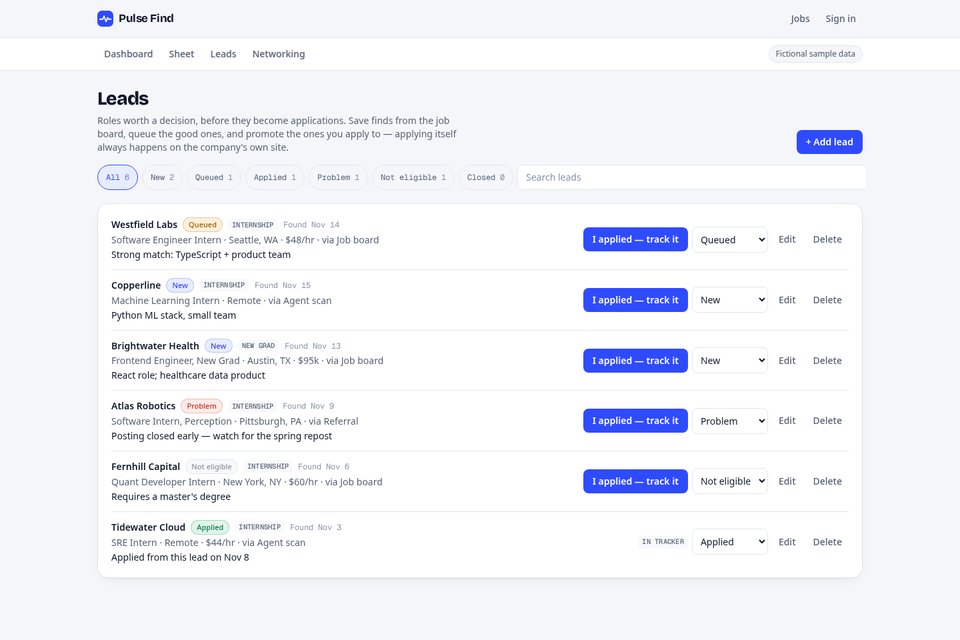 Pulse Find
Jobs Sign in
Dashboard Sheet Leads Networking Fictional sample data
Leads
Roles worth a decision, before they become applications. Save finds from the job
board, queue the good ones, and promote the ones you apply to — applying itself
always happens on the company's own site.
+ Add lead
All 6 New 2 Queued 1 Applied 1 Problem 1 Not eligible 1 Closed 0 Search leads
Westfield Labs Queued INTERNSHIP Found Nov 14
Software Engineer Intern · Seattle, WA · $48/hr · via Job board
Strong match: TypeScript + product team
I applied — track it Queued Edit Delete
Copperline New INTERNSHIP Found Nov 15
Machine Learning Intern · Remote · via Agent scan
Python ML stack, small team
I applied — track it New Edit Delete
Brightwater Health New NEW GRAD Found Nov 13
Frontend Engineer, New Grad · Austin, TX · $95k · via Job board
React role; healthcare data product
I applied — track it New Edit Delete
Atlas Robotics Problem INTERNSHIP Found Nov 9
Software Intern, Perception · Pittsburgh, PA · via Referral
Posting closed early — watch for the spring repost
I applied — track it Problem Edit Delete
Fernhill Capital Not eligible INTERNSHIP Found Nov 6
Quant Developer Intern · New York, NY · $60/hr · via Job board
Requires a master's degree
I applied — track it Not eligible Edit Delete
Tidewater Cloud Applied INTERNSHIP Found Nov 3
SRE Intern · Remote · $44/hr · via Agent scan
Applied from this lead on Nov 8
IN TRACKER Applied Edit Delete